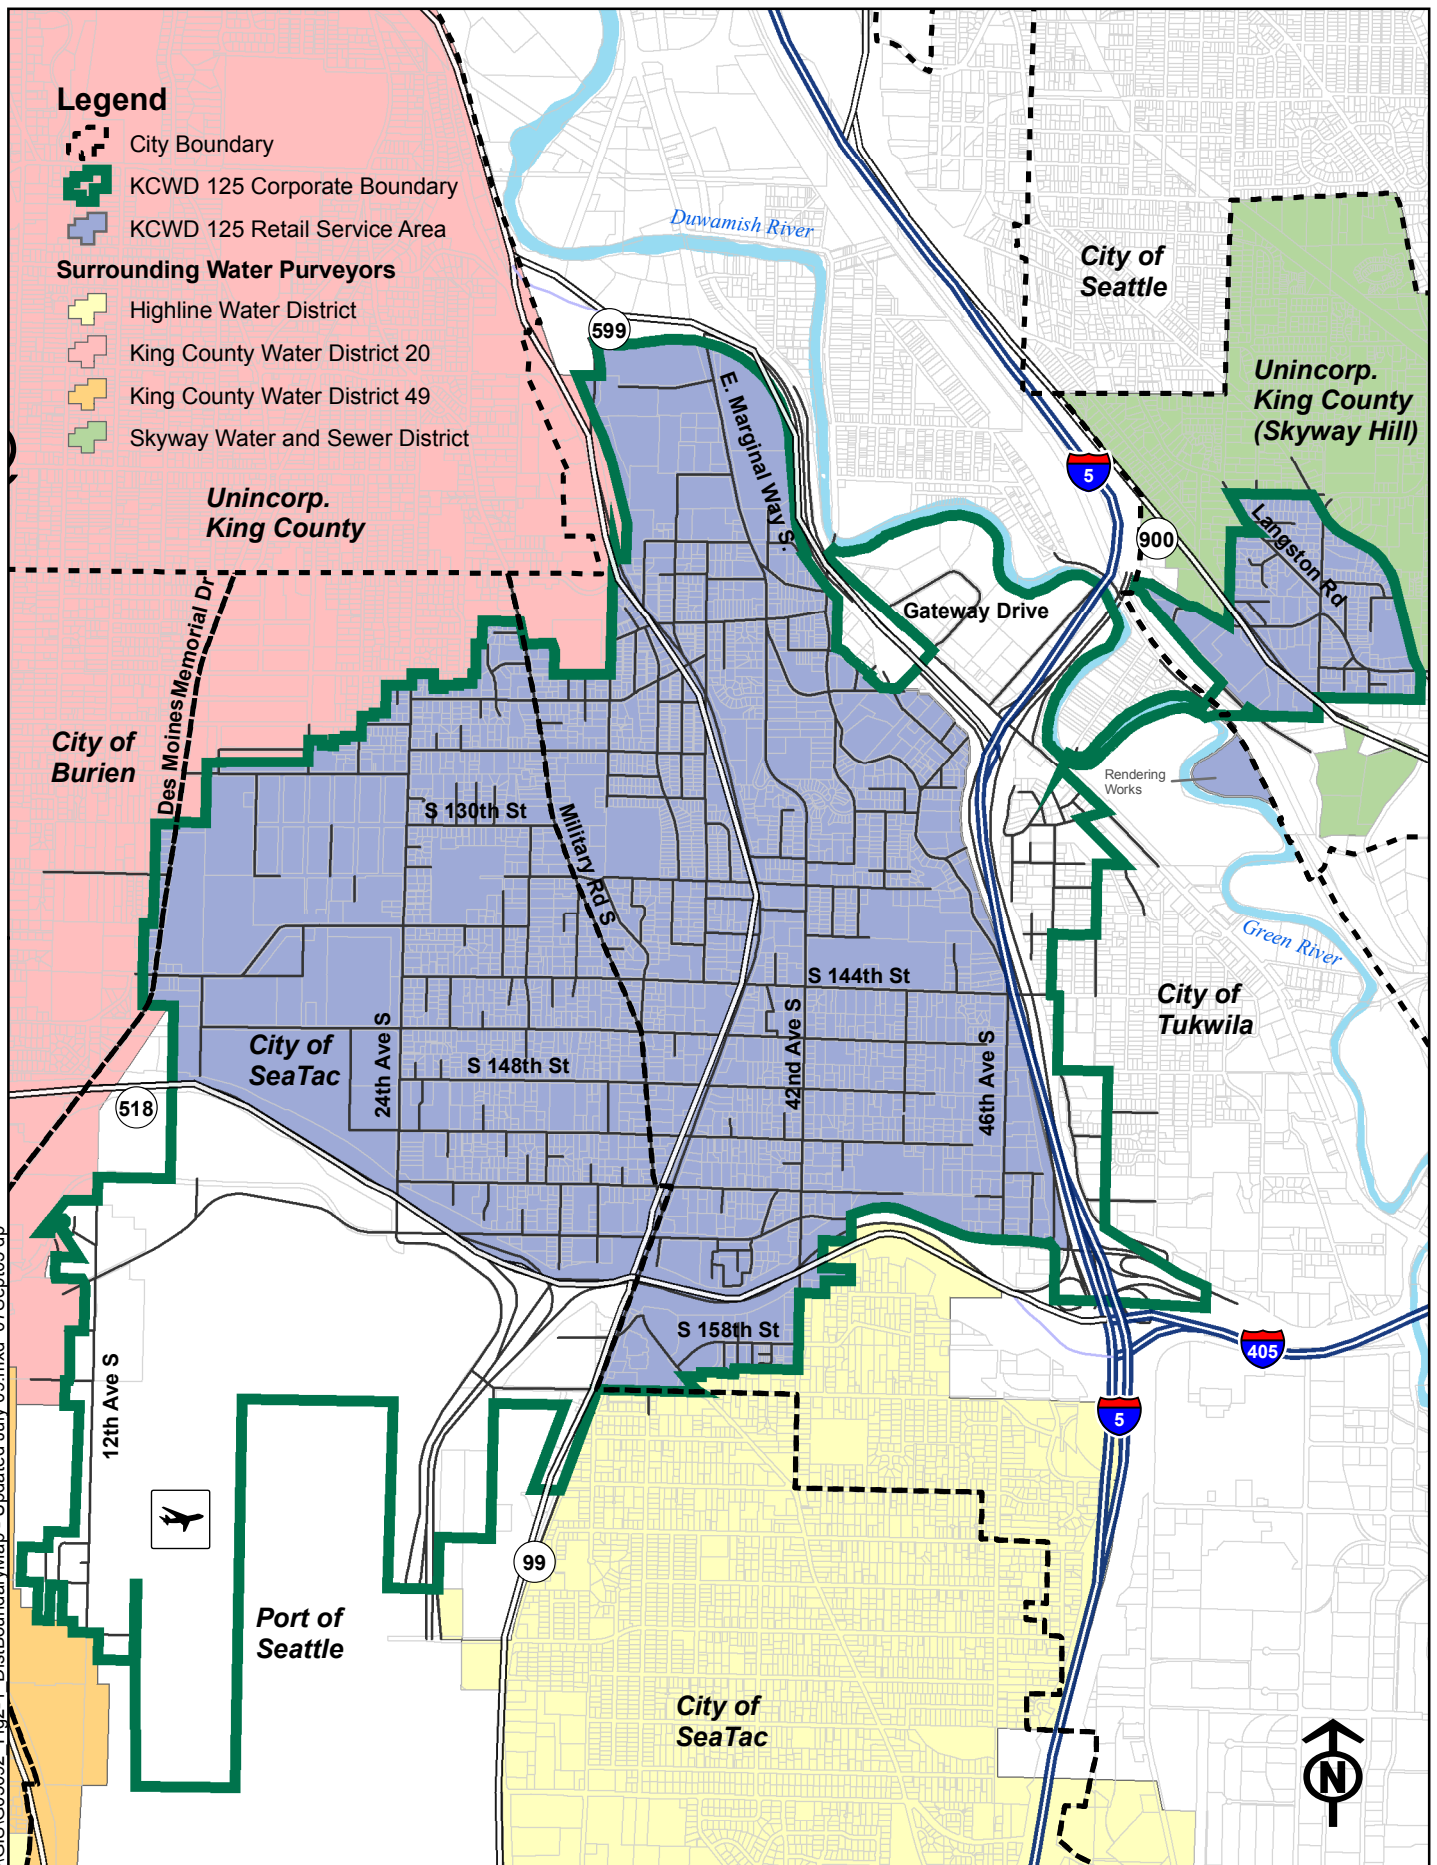 Legend
City Boundary
KCWD 125 Corporate Boundary
KCWD 125 Retail Service Area
Surrounding Water Purveyors
Highline Water District
King County Water District 20
King County Water District 49
Skyway Water and Sewer District
Duwamish River
City of
Seattle
599
E. Marginal Way S.
Unincorp.
King County
(Skyway Hill)
5
Unincorp.
King County
900
Langston Rd
Gateway Drive
Des Moines Memorial Dr
City of
Burien
Rendering
Works
S 130th St
Military Rd S
Green River
S 144th St
City of
Tukwila
City of
SeaTac
24th Ave S
S 148th St
42nd Ave S
46th Ave S
518
S 158th St
405
12th Ave S
5
99
Port of
Seattle
City of
SeaTac
N